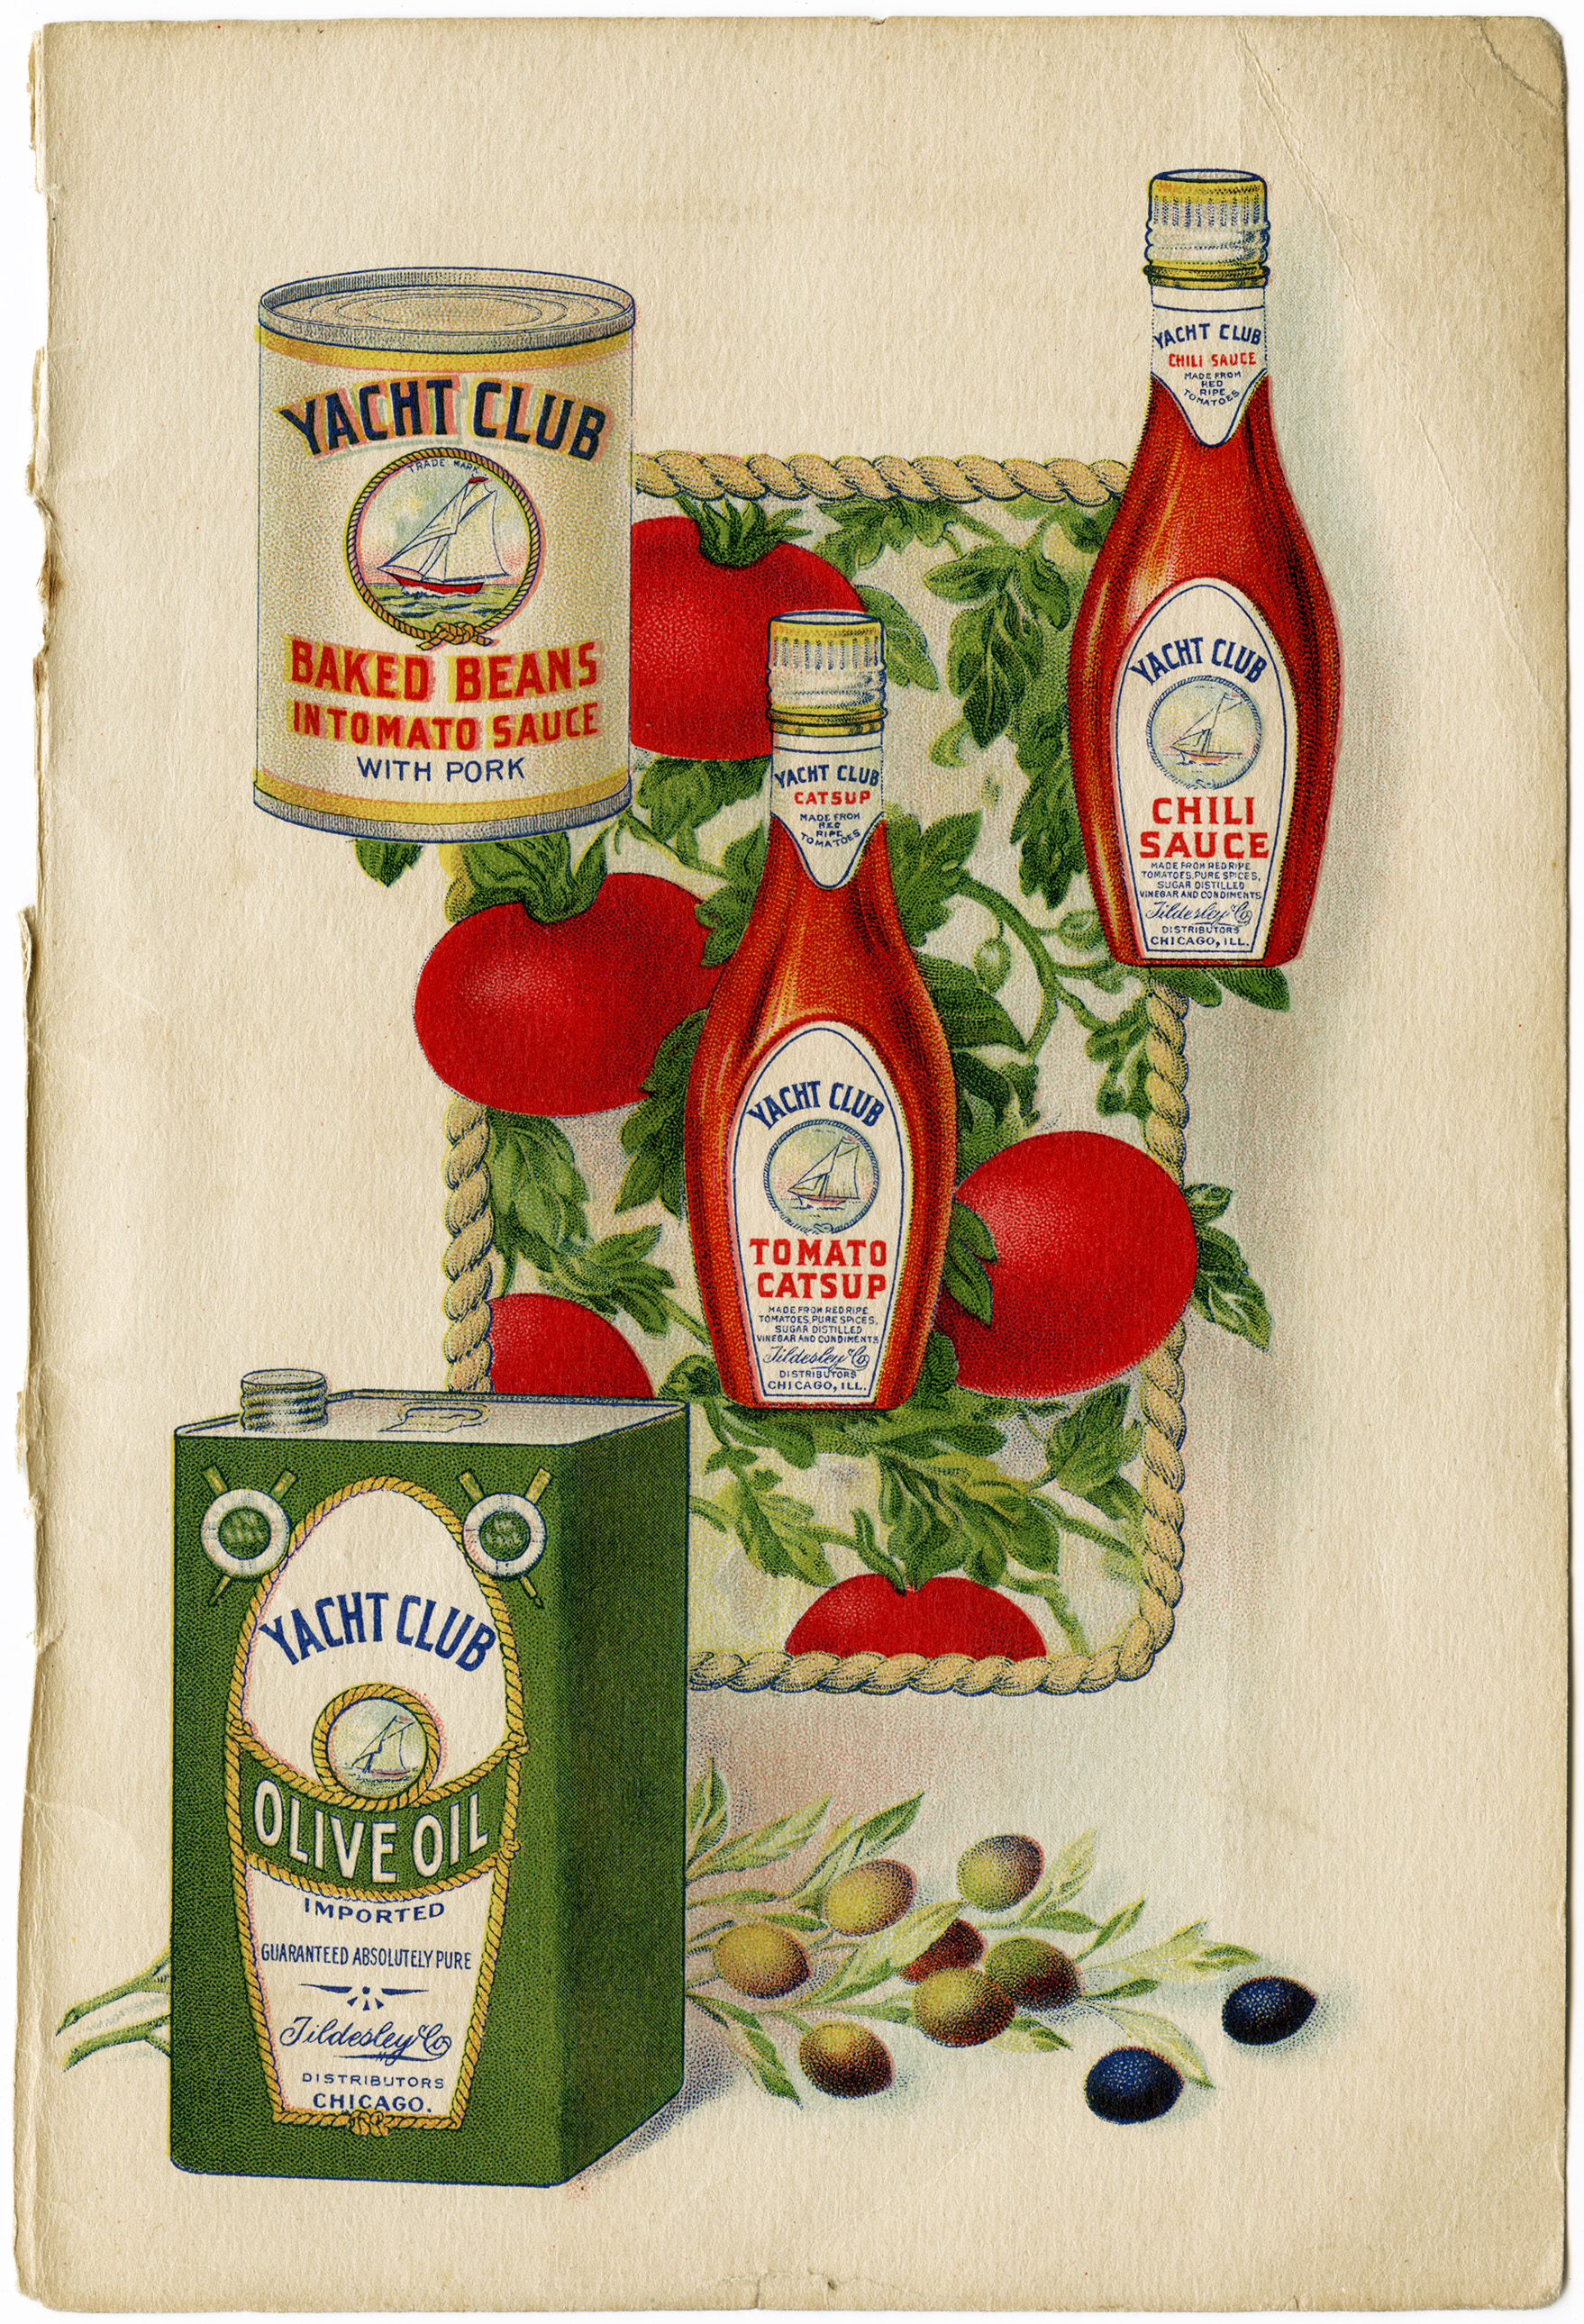 YACHT CLUB
TRADE MARK
BAKED BEANS
IN TOMATO SAUCE
WITH PORK
YACHT CLUB
CHILI SAUCE
MADE FROM
RED
RIPE
TOMATOES
YACHT CLUB
CHILI
SAUCE
MADE FROM RED RIPE
TOMATOES, PURE SPICES,
SUGAR DISTILLED
VINEGAR AND CONDIMENTS
Tildesley & Co
DISTRIBUTORS
CHICAGO, ILL.
YACHT CLUB
CATSUP
MADE FROM
RED
RIPE
TOMATOES
YACHT CLUB
TOMATO
CATSUP
MADE FROM RED RIPE
TOMATOES, PURE SPICES,
SUGAR DISTILLED
VINEGAR AND CONDIMENTS
Tildesley & Co
DISTRIBUTORS
CHICAGO, ILL.
YACHT CLUB
OLIVE OIL
IMPORTED
GUARANTEED ABSOLUTELY PURE
Tildesley & Co
DISTRIBUTORS
CHICAGO.